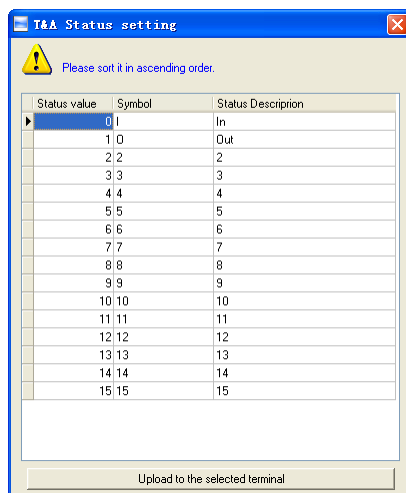 T&A Status setting
Please sort it in ascending order.
Status value Symbol Status Descriprion
0 I In
1 O Out
2 2 2
3 3 3
4 4 4
5 5 5
6 6 6
7 7 7
8 8 8
9 9 9
10 10 10
11 11 11
12 12 12
13 13 13
14 14 14
15 15 15
Upload to the selected terminal